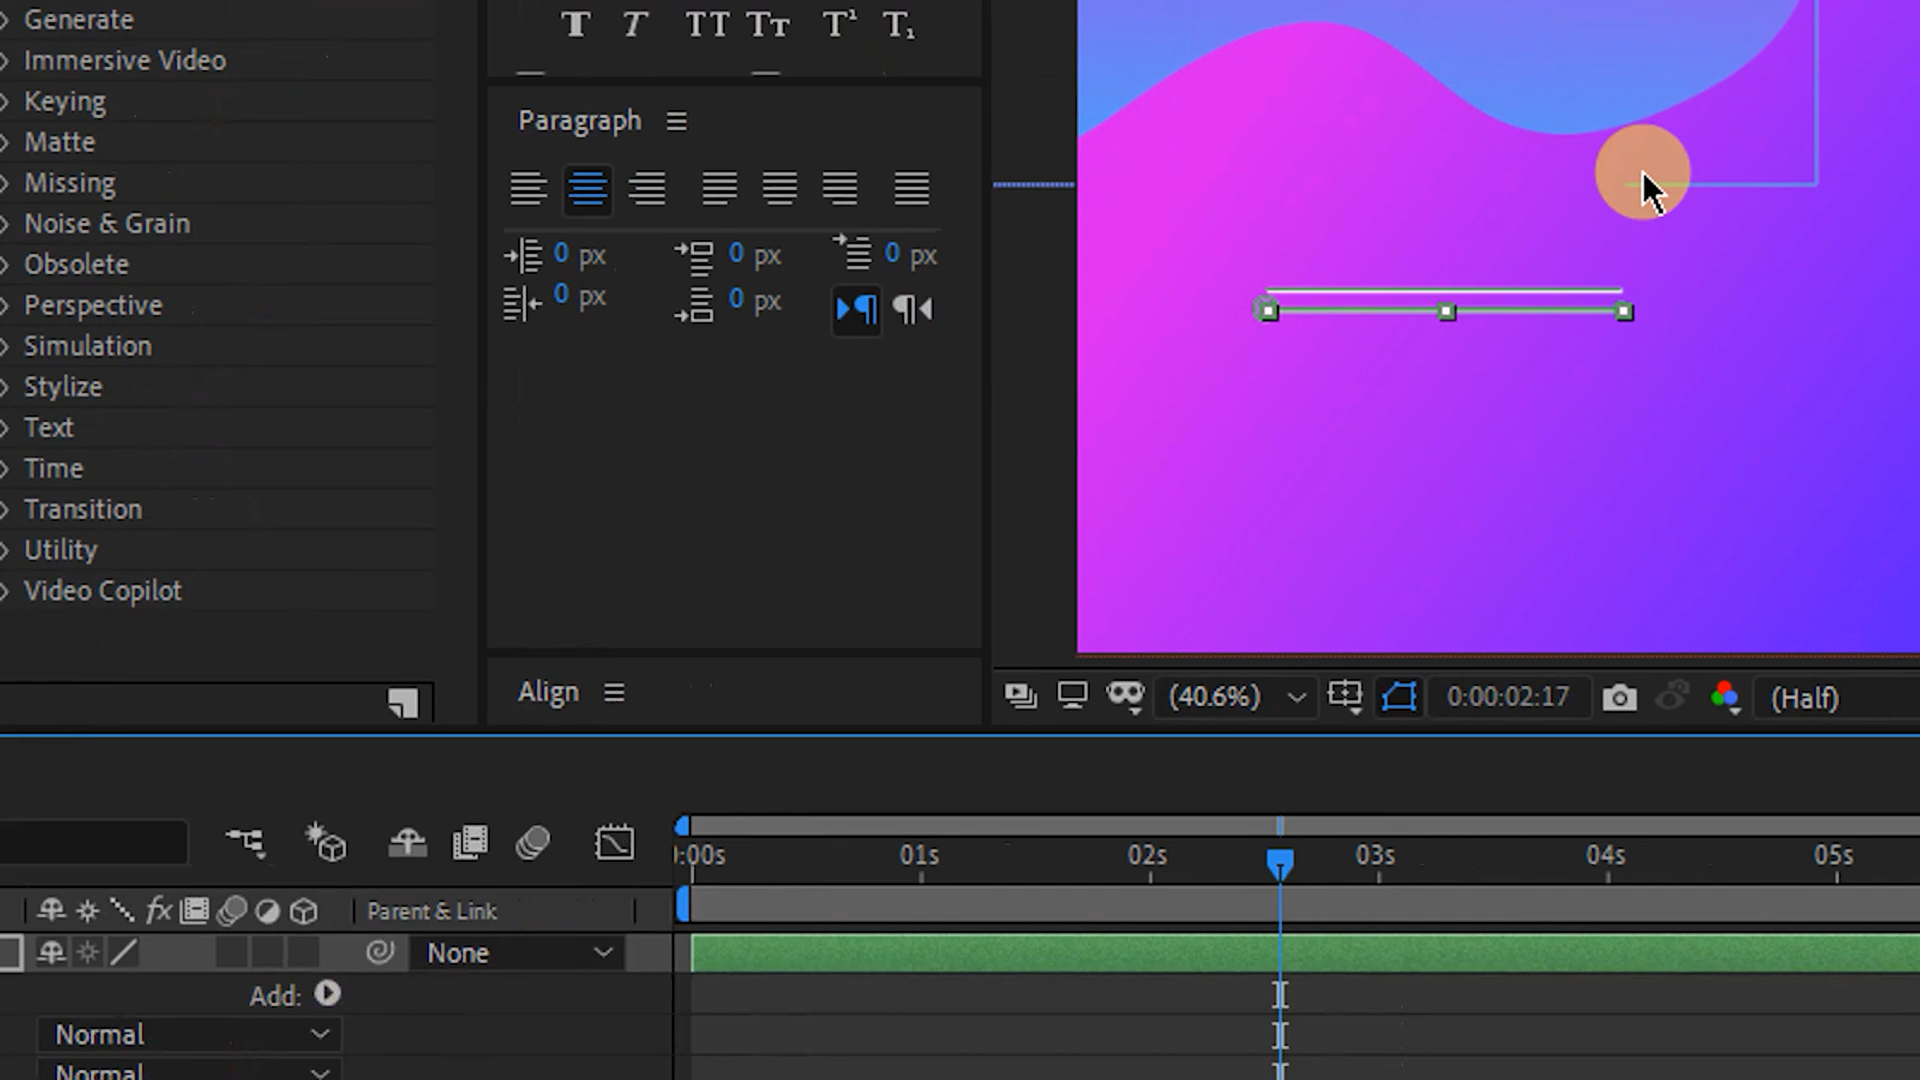 Generate
Immersive Video
Keying
Matte
Missing
Noise & Grain
Obsolete
Perspective
Simulation
Stylize
Text
Time
Transition
Utility
Video Copilot
T T TT TT T¹ T₁
Paragraph
0 px 0 px 0 px
0 px 0 px
Align
(40.6%) 0:00:02:17 (Half)
):00s 01s 02s 03s 04s 05s
fx Parent & Link
None
Add:
Normal
Normal